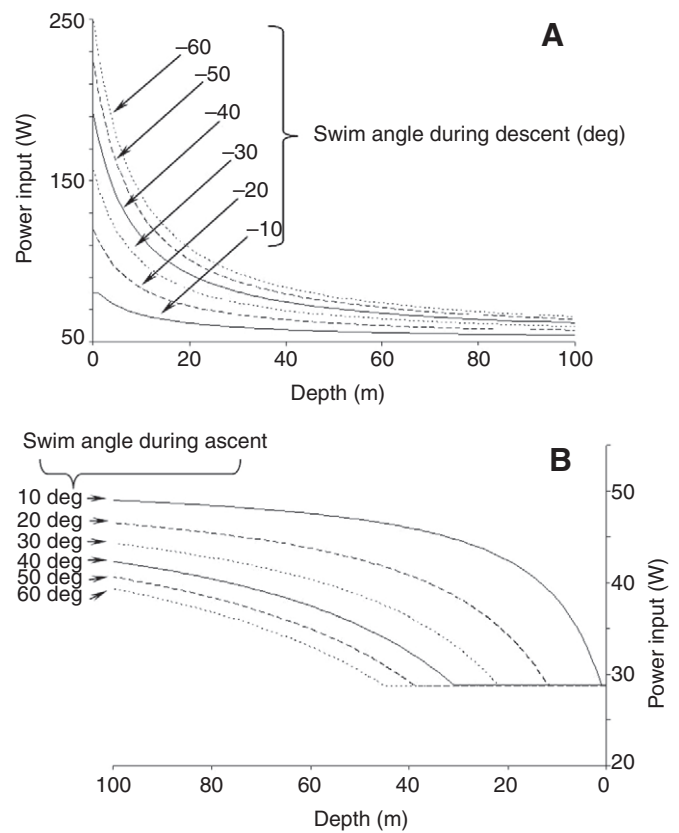 A
250
150
50
Power input (W)
–60
–50
–40
–30
–20
–10
Swim angle during descent (deg)
0 20 40 60 80 100
Depth (m)
Swim angle during ascent
B
10 deg
20 deg
30 deg
40 deg
50 deg
60 deg
50
40
30
20
Power input (W)
100 80 60 40 20 0
Depth (m)